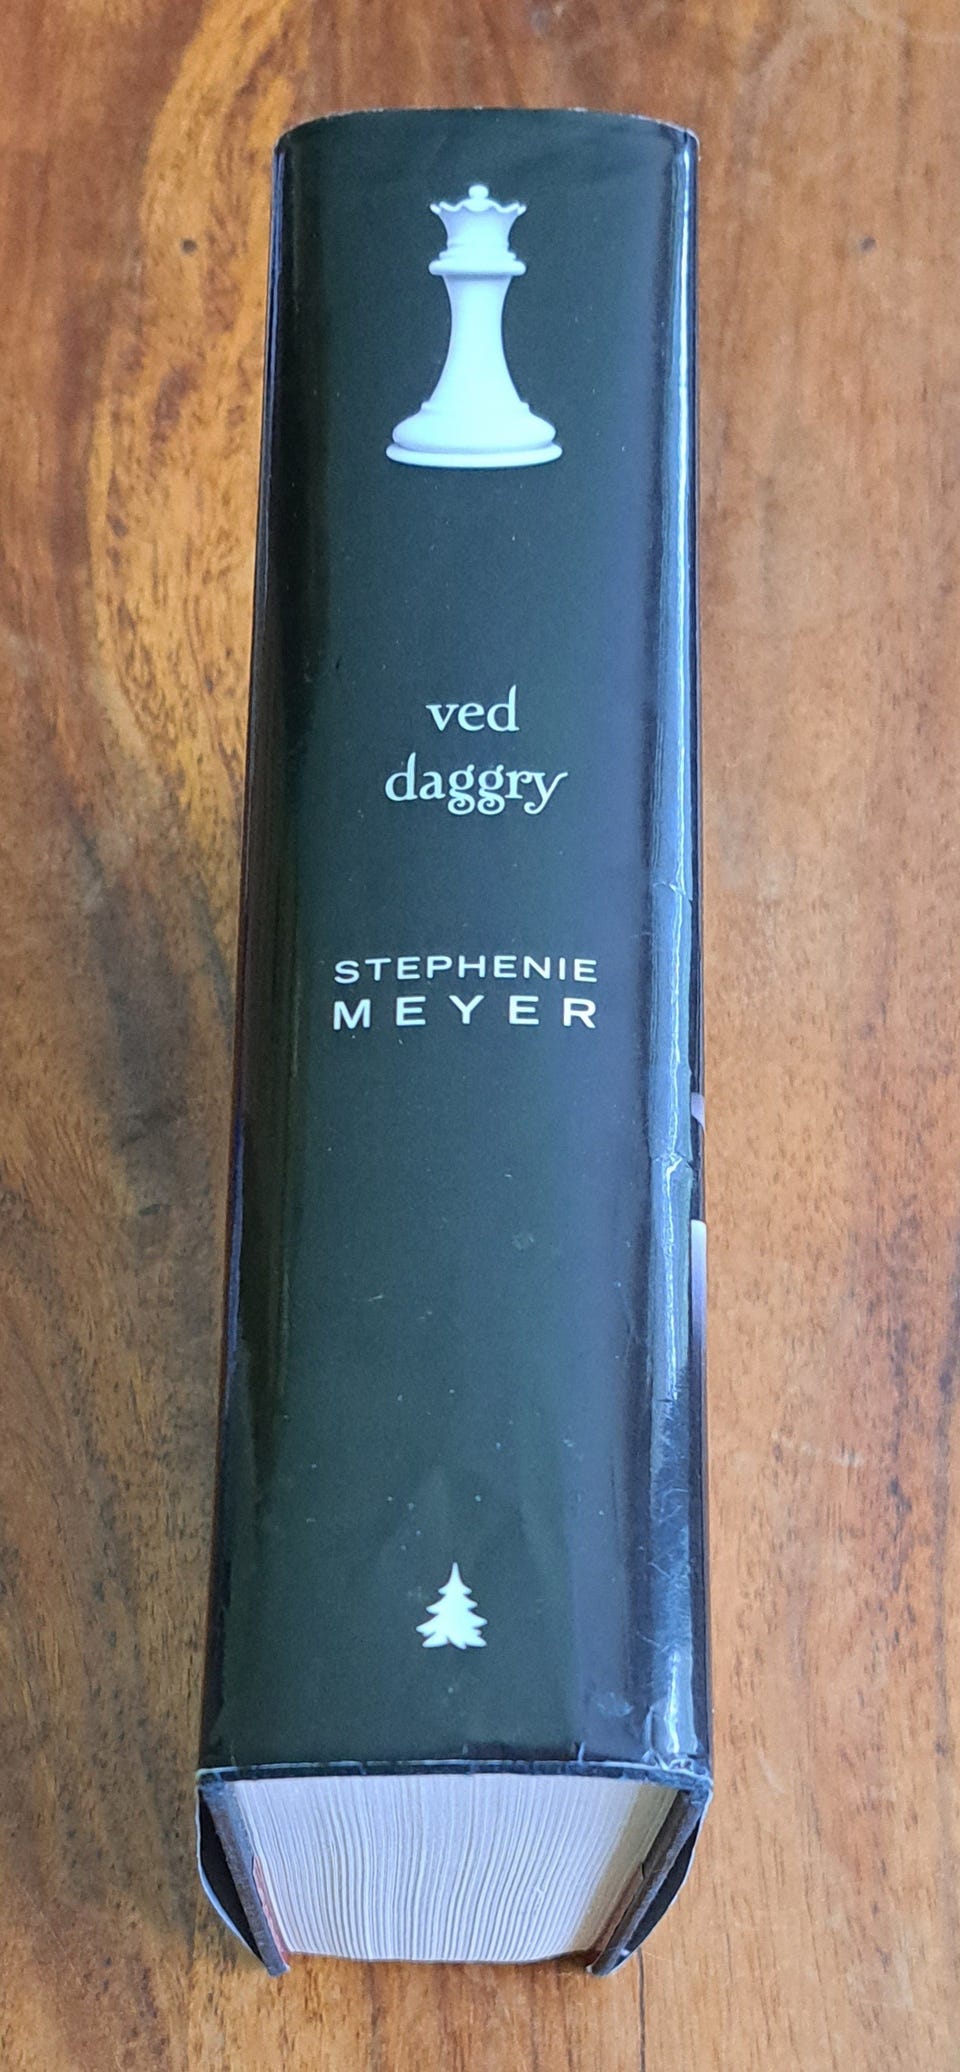 ved
daggry
STEPHENIE
MEYER